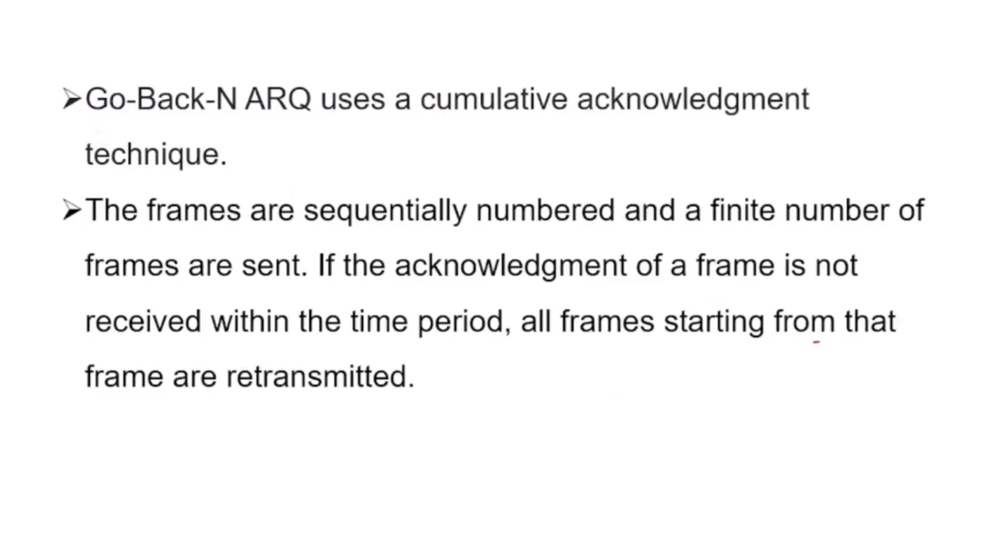 ➢Go-Back-N ARQ uses a cumulative acknowledgment
technique.
➢The frames are sequentially numbered and a finite number of
frames are sent. If the acknowledgment of a frame is not
received within the time period, all frames starting from that
frame are retransmitted.